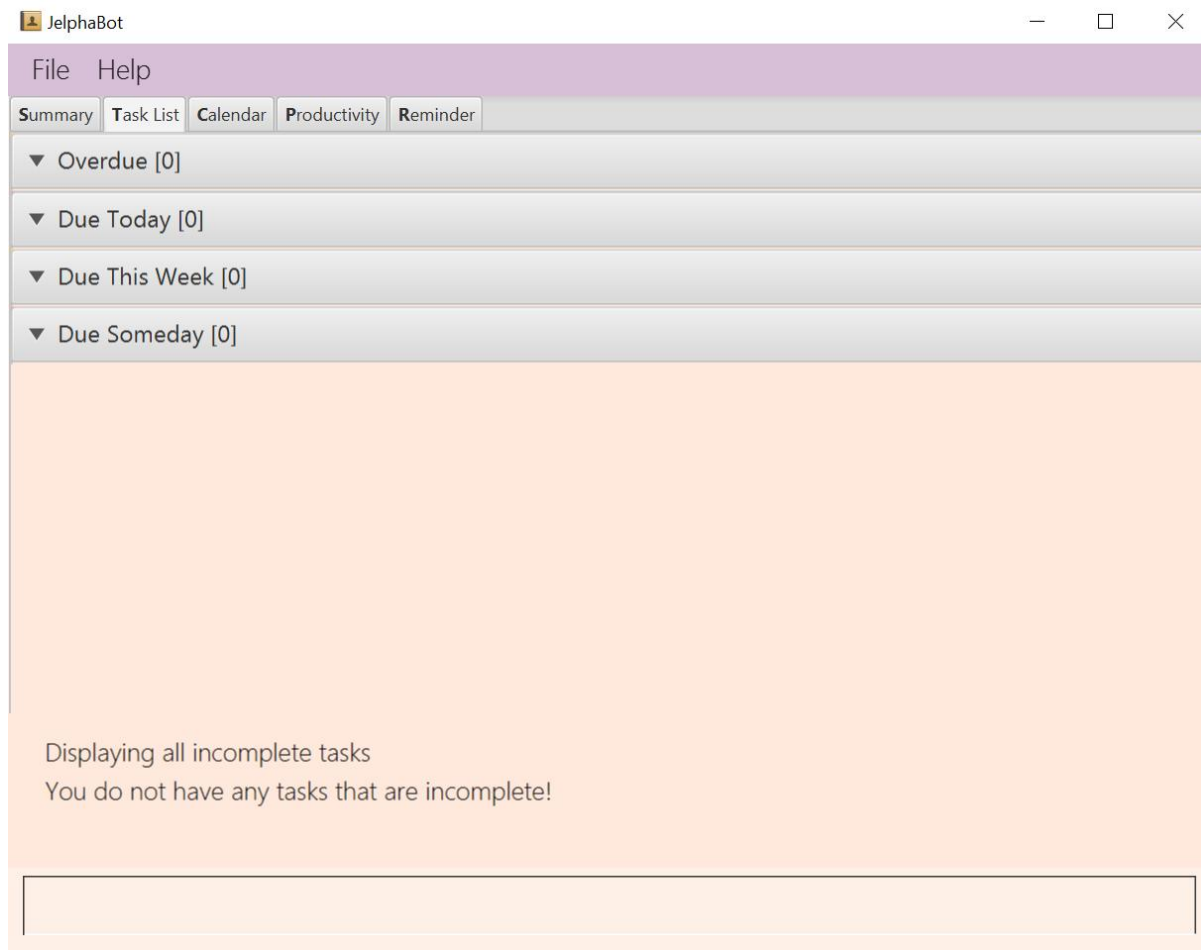 JelphaBot
File Help
Summary Task List Calendar Productivity Reminder
Overdue [0]
Due Today [0]
Due This Week [0]
Due Someday [0]
Displaying all incomplete tasks
You do not have any tasks that are incomplete!